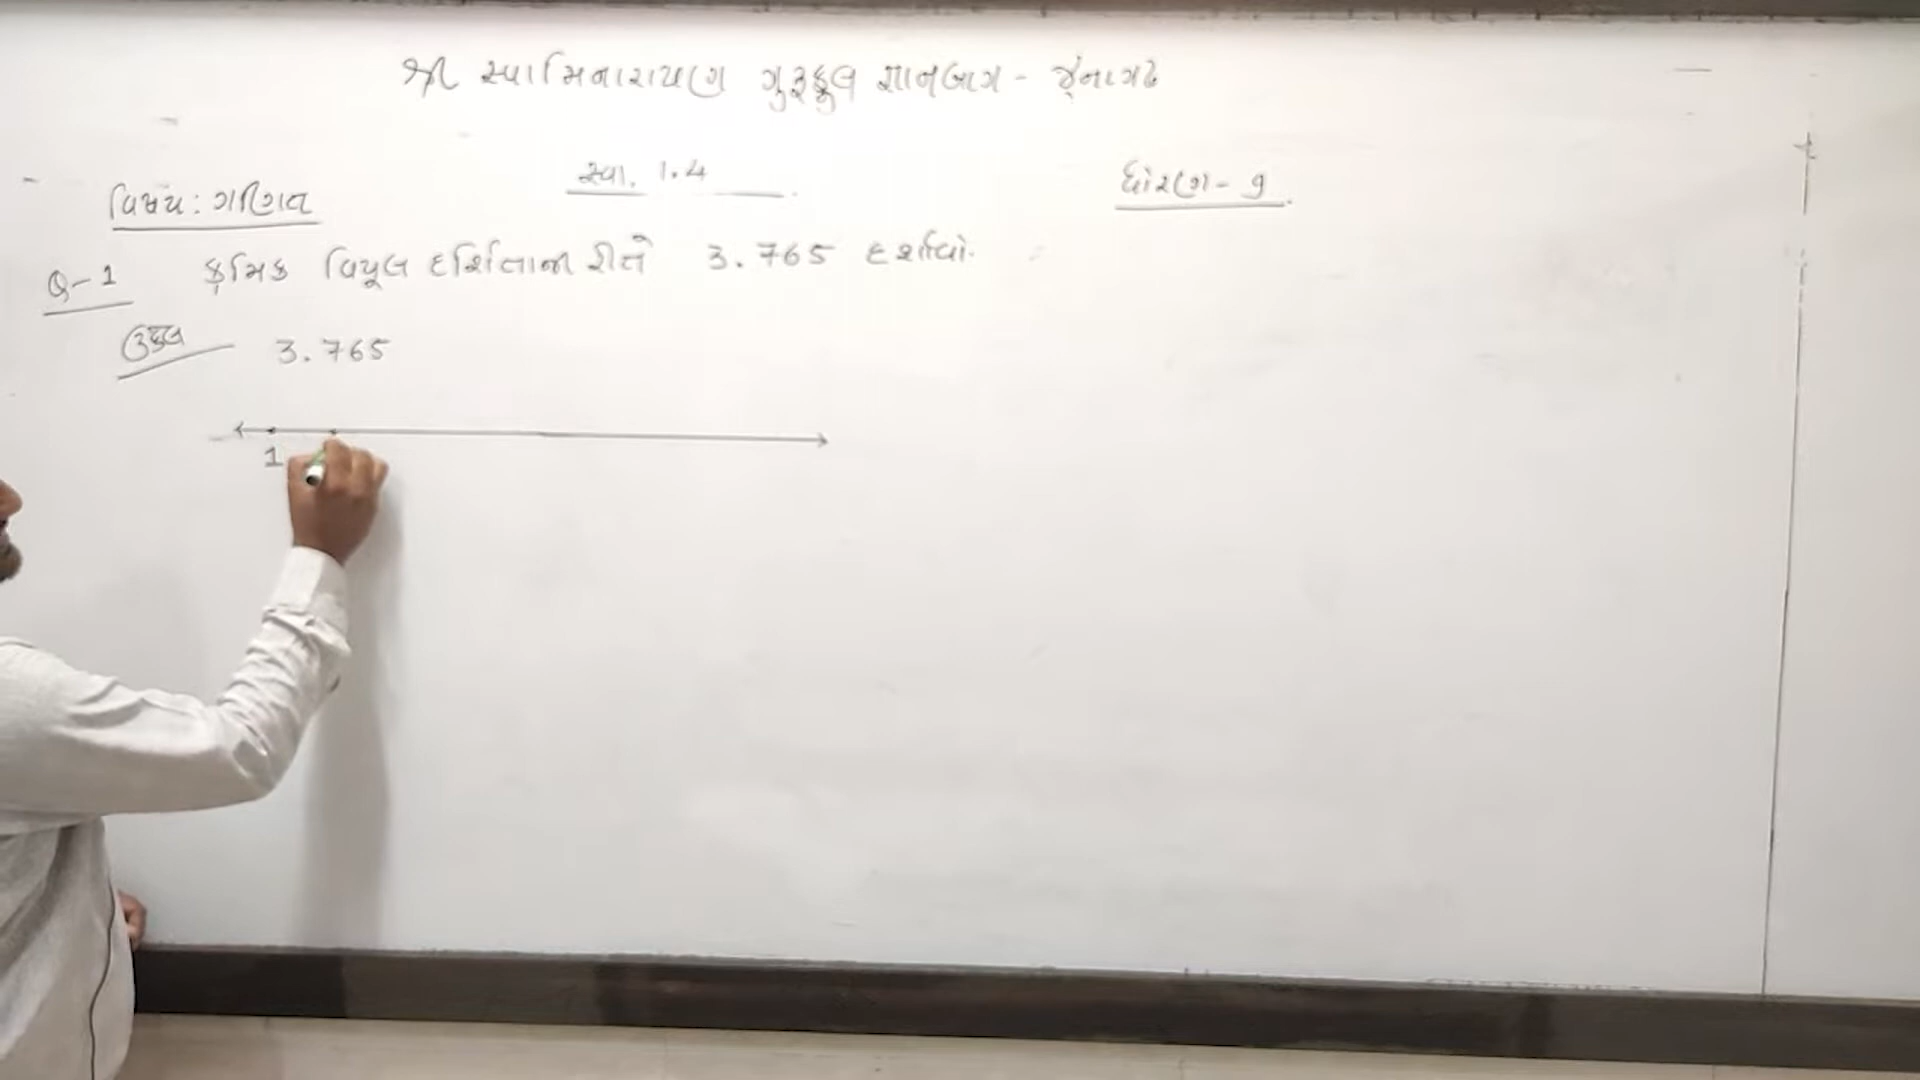 શ્રી સ્વામિનારાયણ ગુરૂકુલ જ્ઞાનબાગ - જૂનાગઢ
વિષય: ગણિત સ્વા. 1.4 ધોરણ - 9
Q-1 ક્રમિક વિપૂલ દર્શિતાની રીતે 3.765 દર્શાવો.
ઉકેલ 3.765
1